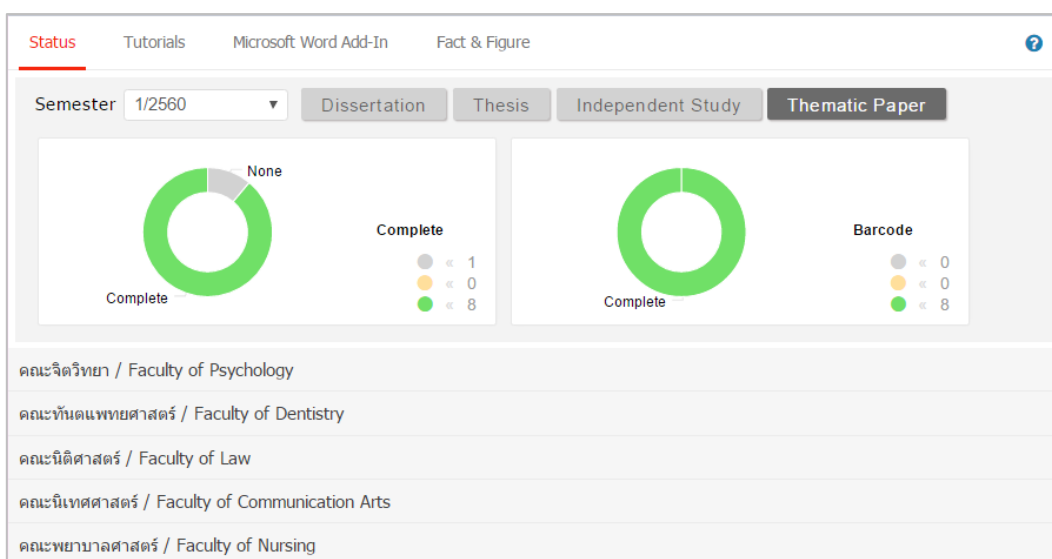 Status Tutorials Microsoft Word Add-In Fact & Figure ?
Semester 1/2560 ▼ Dissertation Thesis Independent Study Thematic Paper
None
Complete
Complete
« 1
« 0
« 8
Barcode
Complete
« 0
« 0
« 8
คณะจิตวิทยา / Faculty of Psychology
คณะทันตแพทยศาสตร์ / Faculty of Dentistry
คณะนิติศาสตร์ / Faculty of Law
คณะนิเทศศาสตร์ / Faculty of Communication Arts
คณะพยาบาลศาสตร์ / Faculty of Nursing